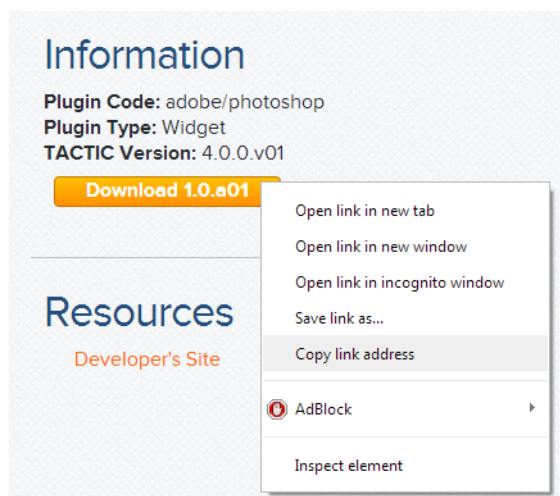 Information
Plugin Code: adobe/photoshop
Plugin Type: Widget
TACTIC Version: 4.0.0.v01
Download 1.0.a01
Open link in new tab
Open link in new window
Open link in incognito window
Save link as...
Copy link address
AdBlock
Inspect element
Resources
Developer's Site